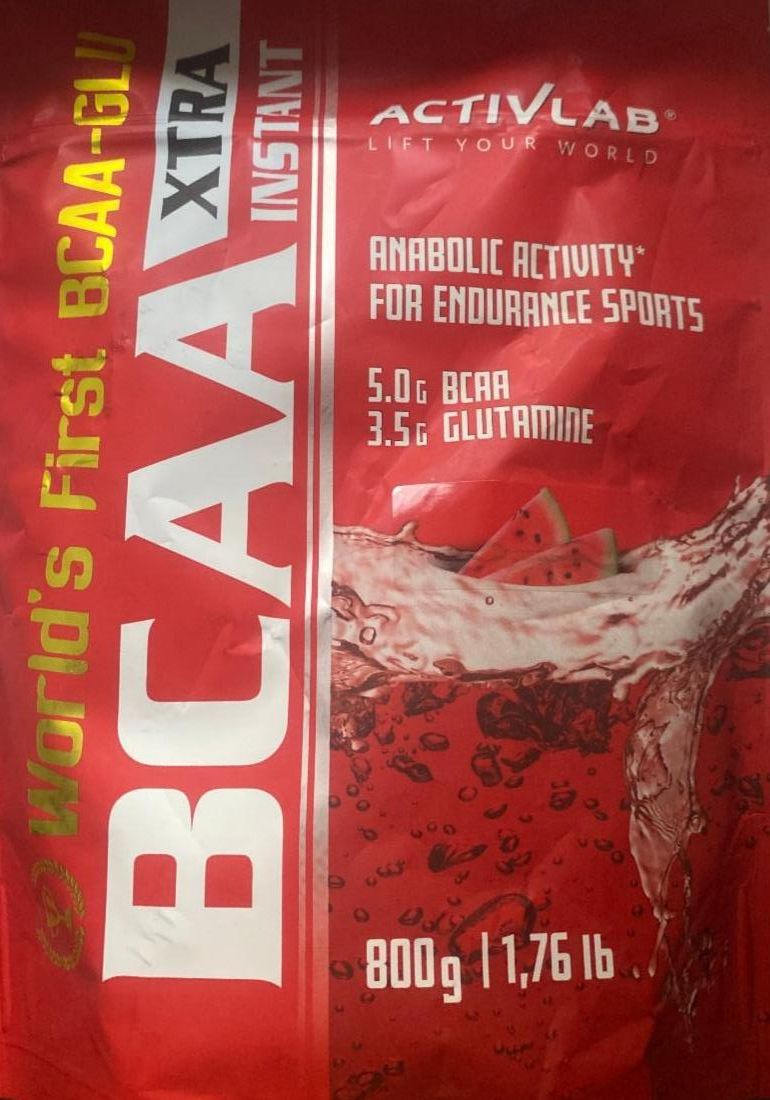 World's First BCAA-GLU
BCAA XTRA
INSTANT
ACTIVLAB®
LIFT YOUR WORLD
ANABOLIC ACTIVITY*
FOR ENDURANCE SPORTS
5.0G BCAA
3.5G GLUTAMINE
800g | 1,76 lb